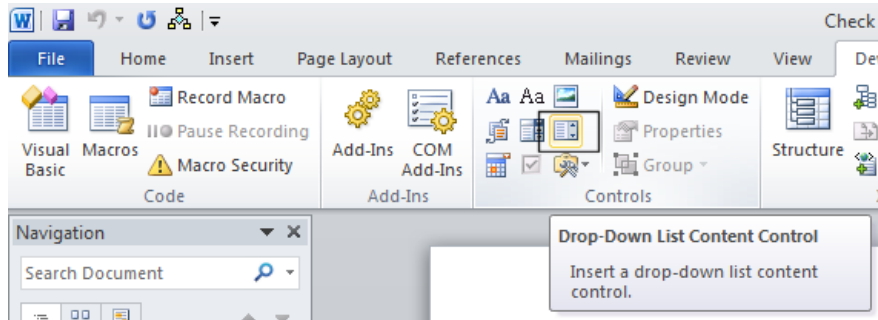 Check
File Home Insert Page Layout References Mailings Review View De
Record Macro
Pause Recording
Macro Security
Visual Basic
Macros
Code
Add-Ins
COM Add-Ins
Add-Ins
Aa Aa
Design Mode
Properties
Group
Controls
Structure
Navigation
Search Document
Drop-Down List Content Control
Insert a drop-down list content
control.